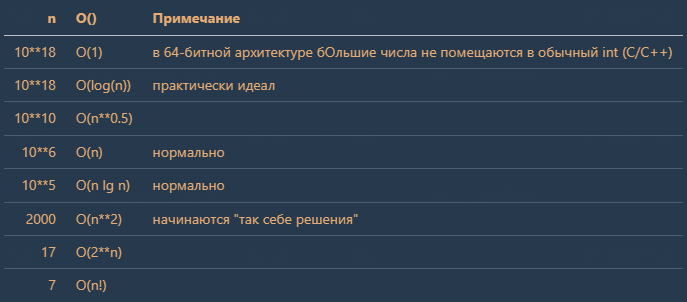 n O() Примечание
10**18 O(1) в 64-битной архитектуре бОльшие числа не помещаются в обычный int (C/C++)
10**18 O(log(n)) практически идеал
10**10 O(n**0.5)
10**6 O(n) нормально
10**5 O(n lg n) нормально
2000 O(n**2) начинаются "так себе решения"
17 O(2**n)
7 O(n!)